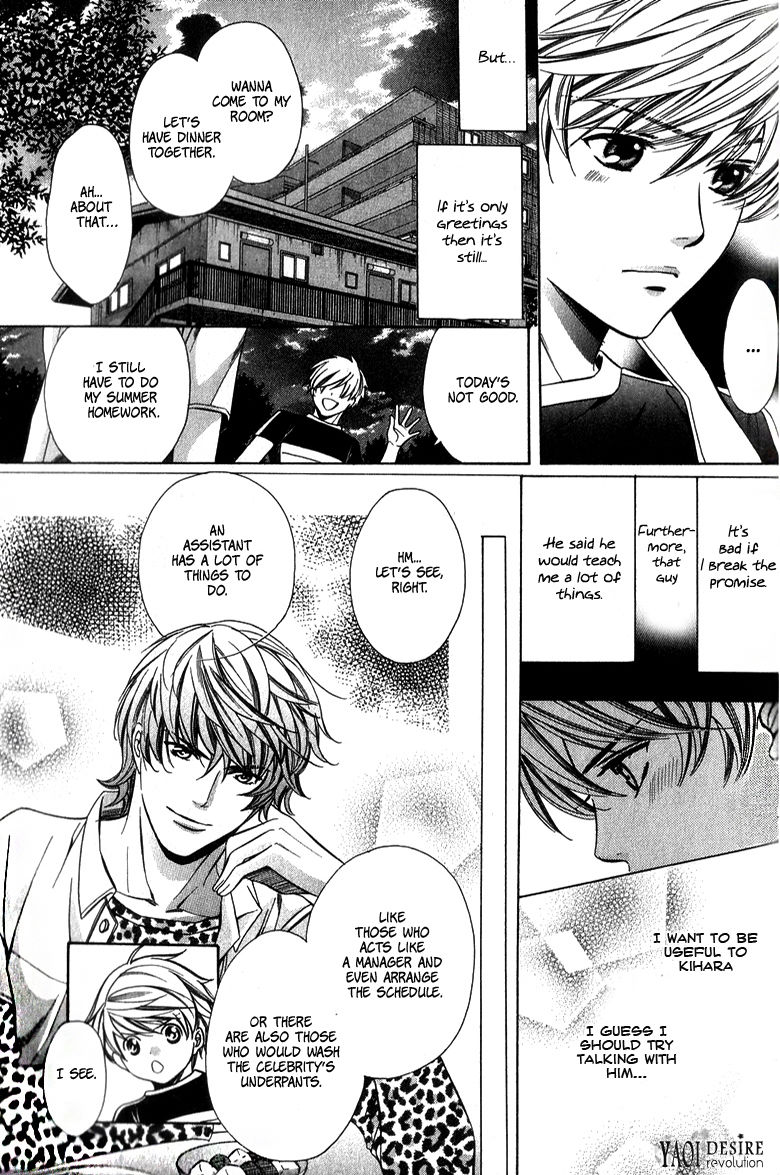 ...
But...
If it's only
greetings
then it's
still...
WANNA
COME TO MY
ROOM?
LET'S
HAVE DINNER
TOGETHER.
AH...
ABOUT
THAT...
TODAY'S
NOT GOOD.
I STILL
HAVE TO DO
MY SUMMER
HOMEWORK.
It's
Bad if
I break the
promise.
Further-
more,
that
guy
He said he
would teach
me a lot of
things.
I WANT TO BE
USEFUL TO
KIHARA
I GUESS I
SHOULD TRY
TALKING WITH
HIM...
HM...
LET'S SEE,
RIGHT.
AN
ASSISTANT
HAS A LOT OF
THINGS TO
DO.
LIKE
THOSE WHO
ACTS LIKE
A MANAGER AND
EVEN ARRANGE
THE SCHEDULE.
OR THERE
ARE ALSO THOSE
WHO WOULD WASH
THE CELEBRITY'S
UNDERPANTS.
I SEE.
YAOI DESIRE
revolution